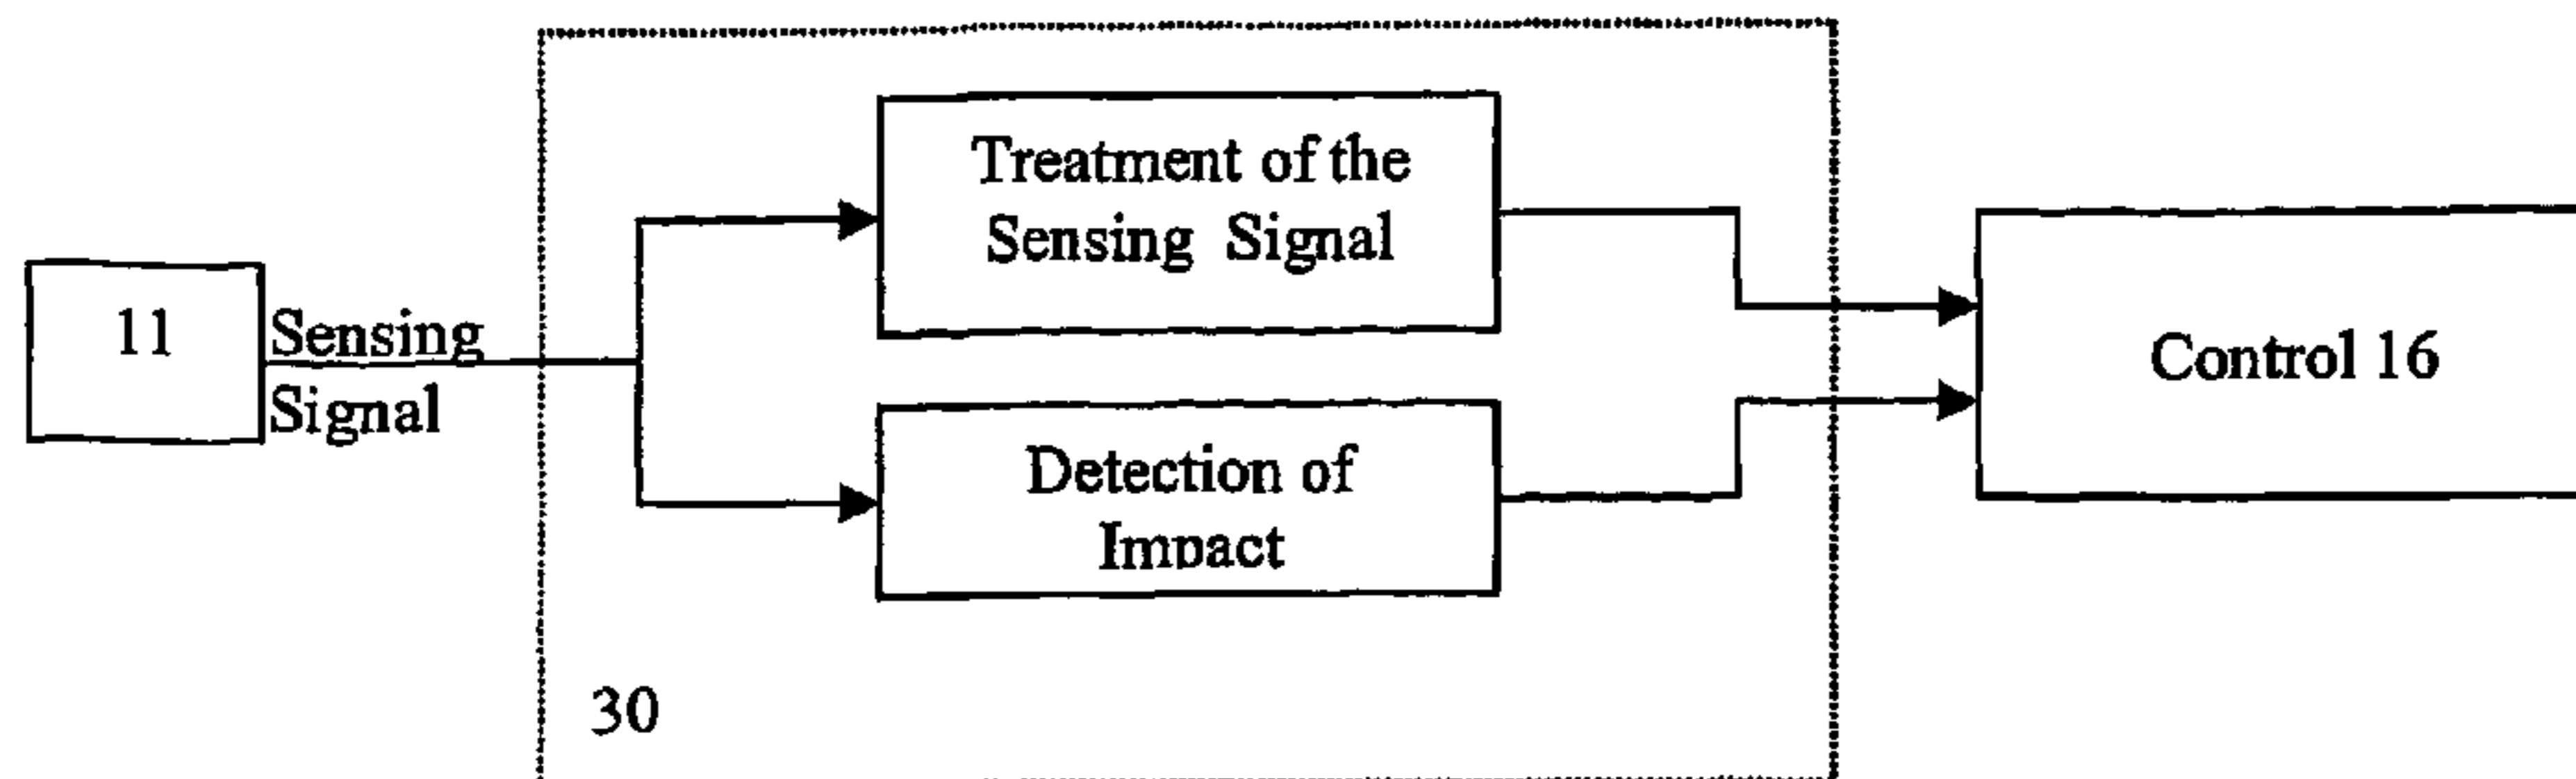 11
Sensing
Signal
Treatment of the
Sensing Signal
Detection of
Impact
Control 16
30